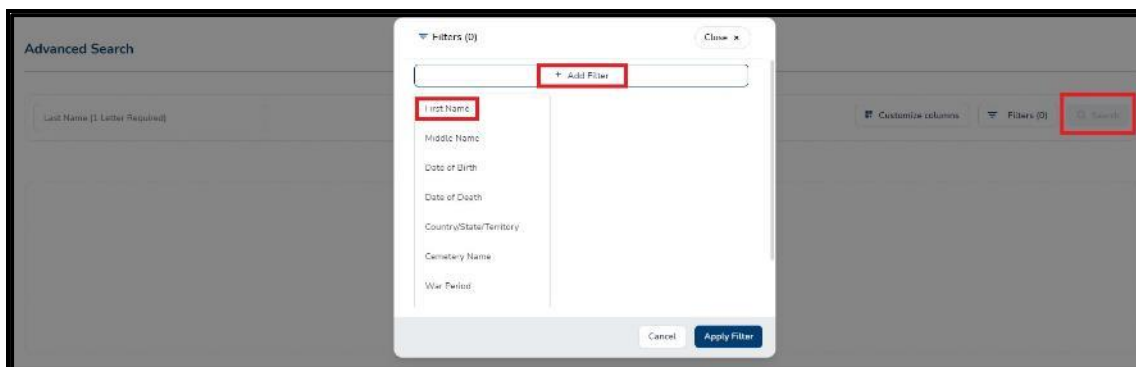 Filters (0)
Close x
Advanced Search
+ Add Filter
First Name
Last Name (1 Letter Required)
Customize columns
Filters (0)
Search
Middle Name
Date of Birth
Date of Death
Country/State/Territory
Cemetery Name
War Period
Cancel
Apply Filter